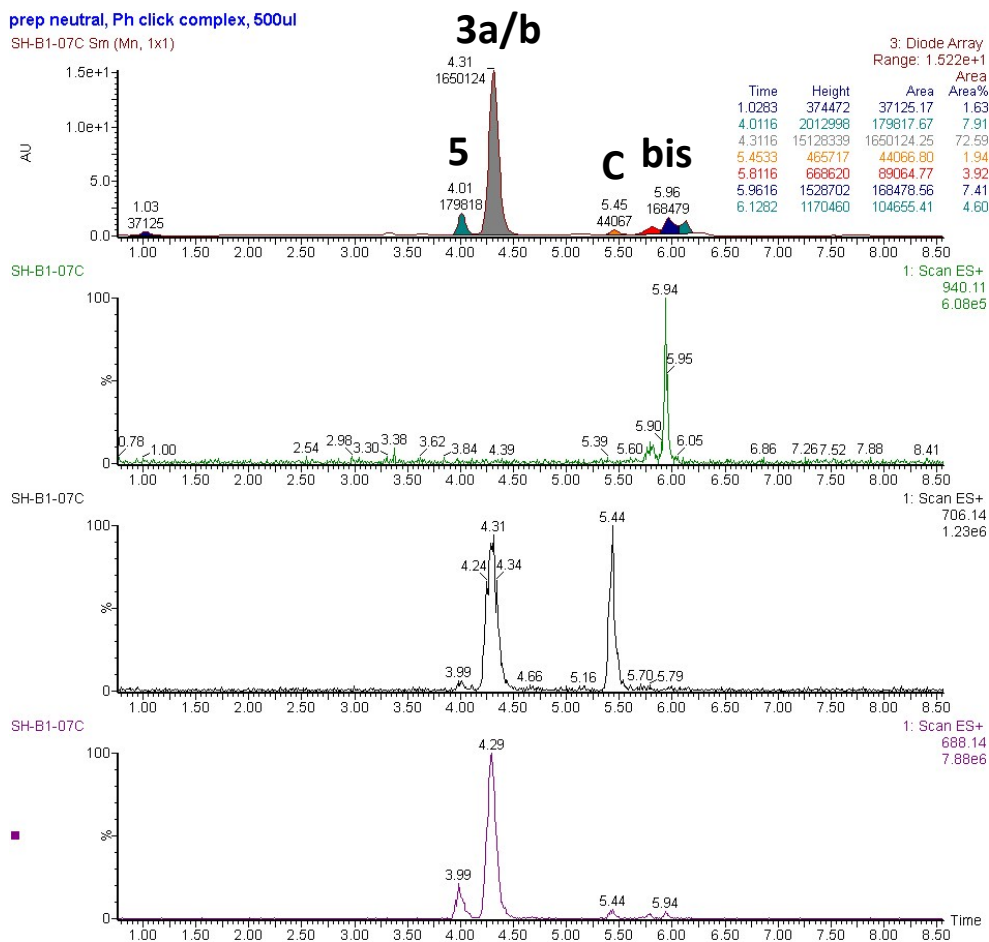 prep neutral, Ph click complex, 500ul
SH-B1-07C Sm (Mn, 1x1)
3a/b
3: Diode Array
Range: 1.522e+1
Area
Time Height Area Area%
1.0283 374472 37125.17 1.63
4.0116 2012998 179817.67 7.91
4.3116 15128339 1650124.25 72.59
5.4533 465717 44066.80 1.94
5.8116 668620 89064.77 3.92
5.9616 1528702 168478.56 7.41
6.1282 1170460 104655.41 4.60
4.31
1650124
5
4.01
179818
C
5.45
44067
bis
5.96
168479
1.03
37125
AU
1.5e+1
1.0e+1
5.0
0.0
1.00 1.50 2.00 2.50 3.00 3.50 4.00 4.50 5.00 5.50 6.00 6.50 7.00 7.50 8.00 8.50
SH-B1-07C
1: Scan ES+
940.11
6.08e5
100
%
0
5.94
5.95
0.78 1.00 2.54 2.98 3.30 3.38 3.62 3.84 4.39 5.39 5.60 5.90 6.05 6.86 7.26 7.52 7.88 8.41
1.00 1.50 2.00 2.50 3.00 3.50 4.00 4.50 5.00 5.50 6.00 6.50 7.00 7.50 8.00 8.50
SH-B1-07C
1: Scan ES+
706.14
1.23e6
100
%
0
4.31 5.44
4.24 4.34
3.99 4.66 5.16 5.70 5.79
1.00 1.50 2.00 2.50 3.00 3.50 4.00 4.50 5.00 5.50 6.00 6.50 7.00 7.50 8.00 8.50
SH-B1-07C
1: Scan ES+
688.14
7.88e6
100
%
0
4.29
3.99 5.44 5.94
Time
1.00 1.50 2.00 2.50 3.00 3.50 4.00 4.50 5.00 5.50 6.00 6.50 7.00 7.50 8.00 8.50